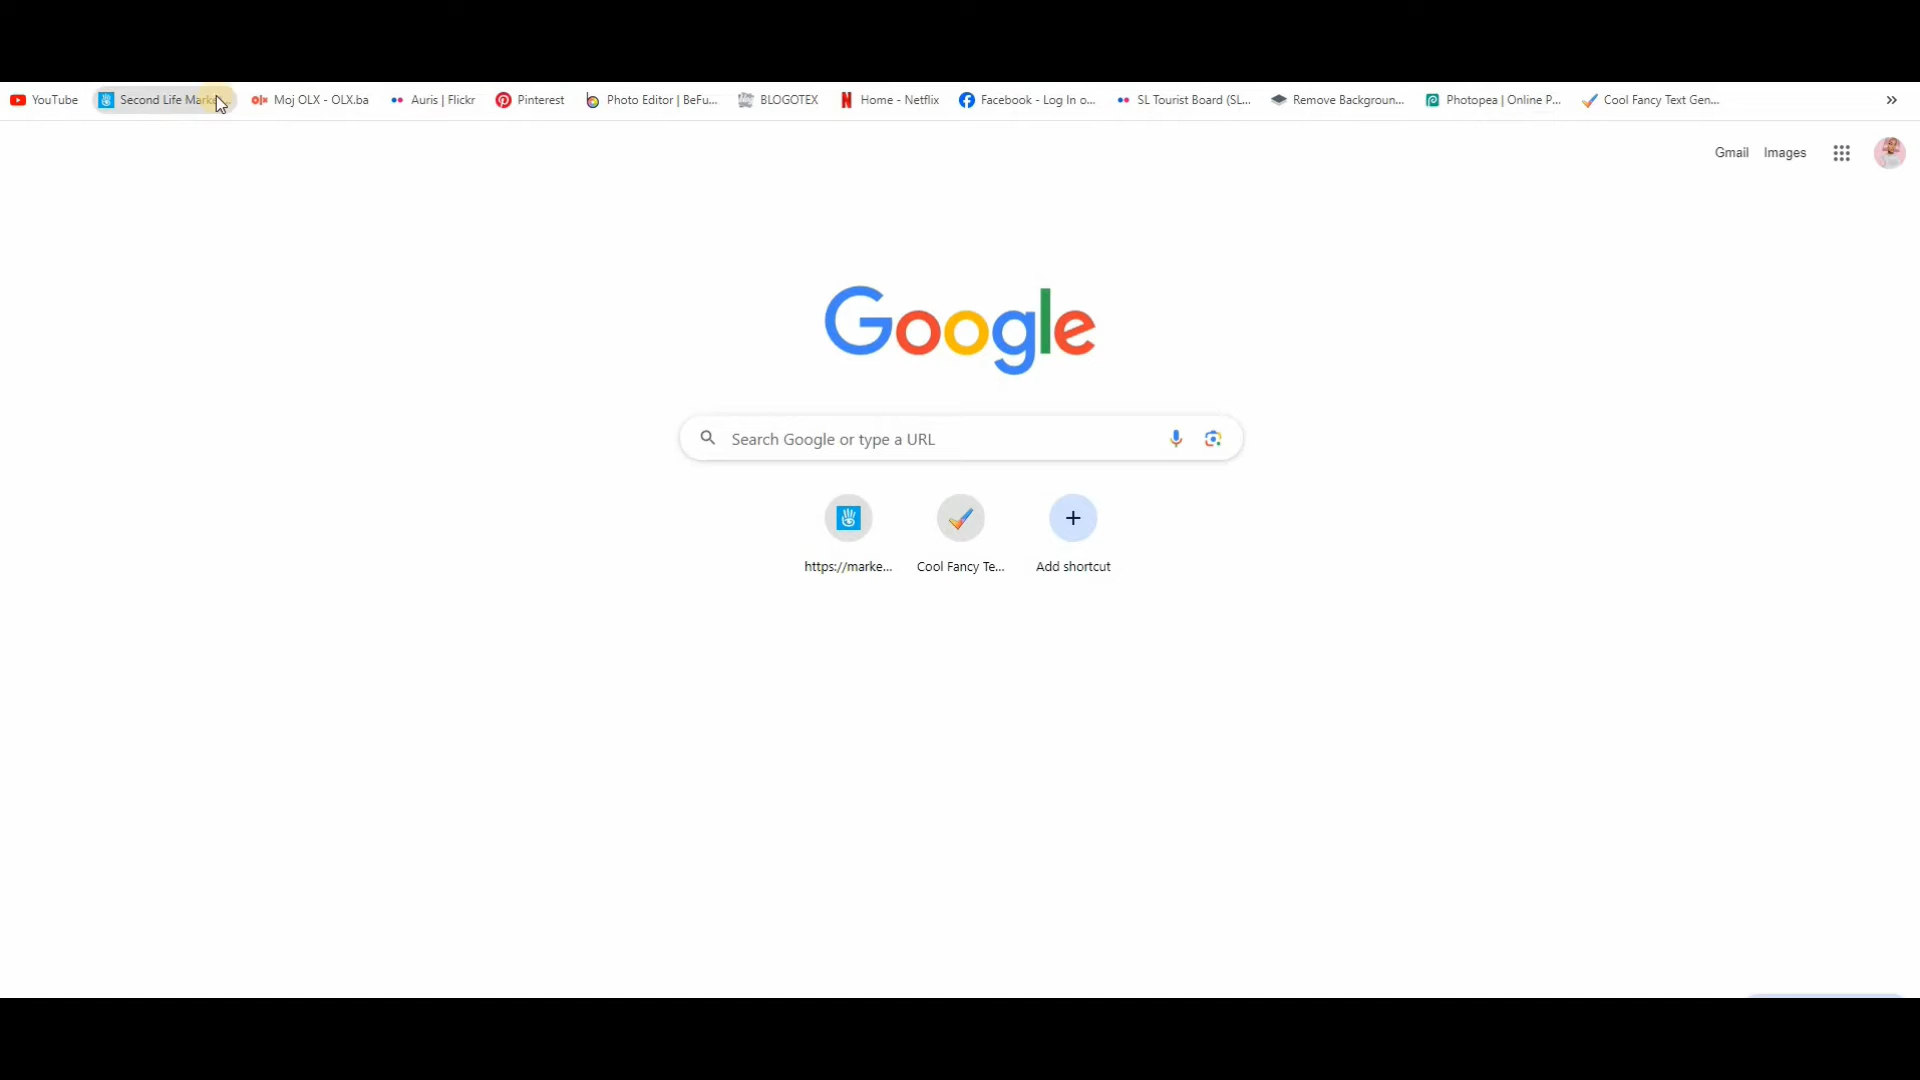 YouTube
Second Life Marke...
Moj OLX - OLX.ba
Auris | Flickr
Pinterest
Photo Editor | BeFu...
BLOGOTEX
Home - Netflix
Facebook - Log In o...
SL Tourist Board (SL...
Remove Backgroun...
Photopea | Online P...
Cool Fancy Text Gen...
Gmail
Images
Google
Search Google or type a URL
https://marke...
Cool Fancy Te...
Add shortcut